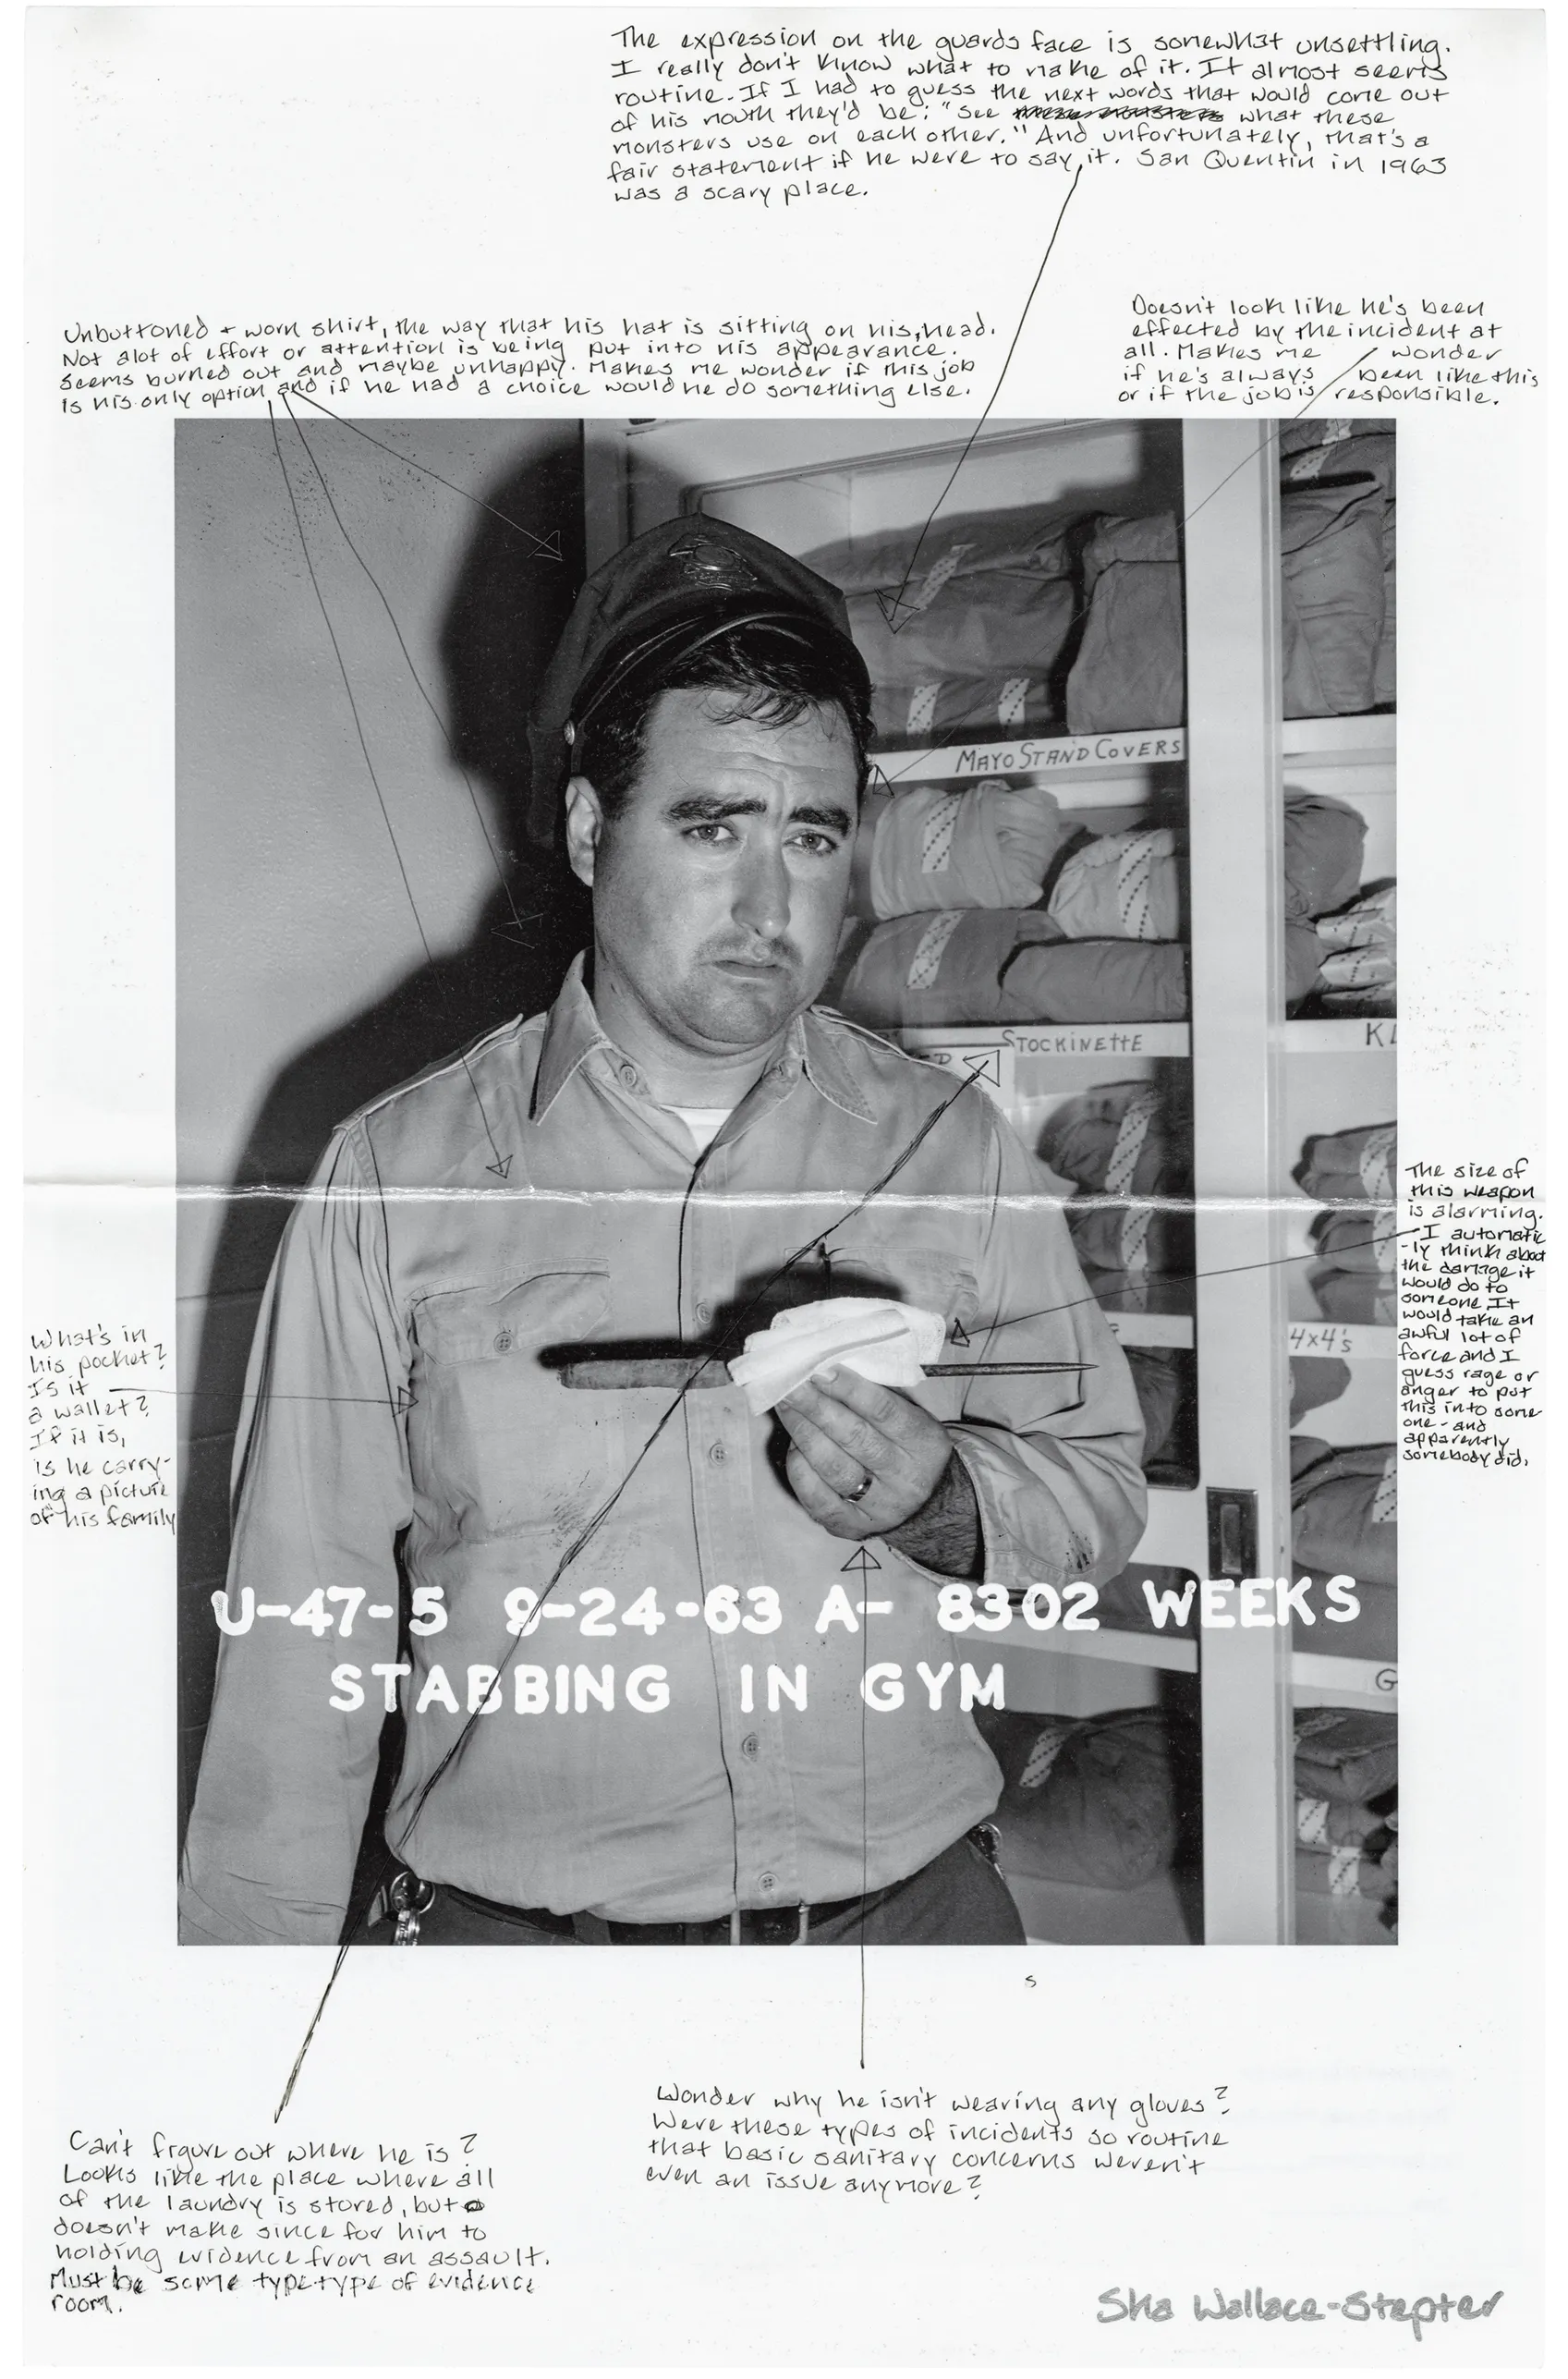 The expression on the guards face is somewhat unsettling.
I really don't know what to make of it. It almost seems
routine. If I had to guess the next words that would come out
of his mouth they'd be: "See what these
monsters use on each other." And unfortunately, that's a
fair statement if he were to say it. San Quentin in 1963
was a scary place.
Unbuttoned + worn shirt, the way that his hat is sitting on his head.
Not alot of effort or attention is being put into his appearance.
Seems burned out and maybe unhappy. Makes me wonder if this job
is his only option and if he had a choice would he do something else.
Doesn't look like he's been
effected by the incident at
all. Makes me wonder
if he's always been like this
or if the job is responsible.
MAYO STAND COVERS
STOCKINETTE
KL
ED
4x4's
G
The size of
this weapon
is alarming.
I automatic
-ly think about
the damage it
would do to
someone. It
would take an
awful lot of
force and I
guess rage or
anger to put
this into some
one - and
apparently
somebody did.
What's in
his pocket?
Is it
a wallet?
If it is,
is he carry-
ing a picture
of his family
U-47-5 9-24-63 A- 8302 WEEKS
STABBING IN GYM
s
Wonder why he isn't wearing any gloves?
Were these types of incidents so routine
that basic sanitary concerns weren't
even an issue anymore?
Can't figure out where he is?
Looks like the place where all
of the laundry is stored, but
doesn't make since for him to
holding evidence from an assault.
Must be some type type of evidence
room.
Sha Wallace-Stepter